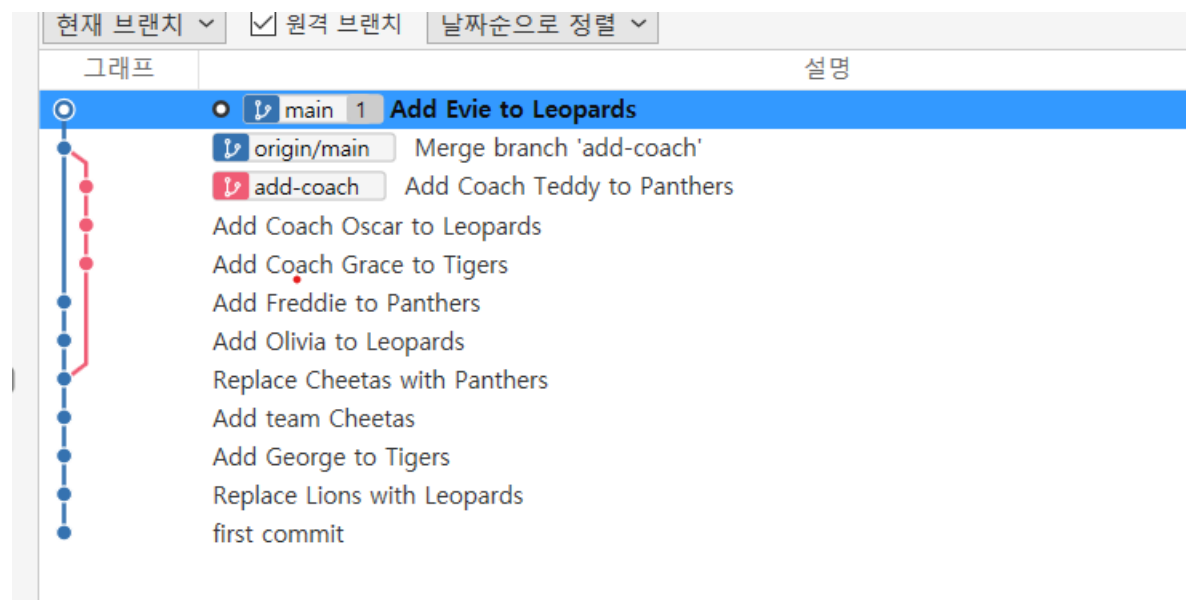 현재 브랜치 원격 브랜치 날짜순으로 정렬
그래프 설명
main 1 Add Evie to Leopards
origin/main Merge branch 'add-coach'
add-coach Add Coach Teddy to Panthers
Add Coach Oscar to Leopards
Add Coach Grace to Tigers
Add Freddie to Panthers
Add Olivia to Leopards
Replace Cheetas with Panthers
Add team Cheetas
Add George to Tigers
Replace Lions with Leopards
first commit